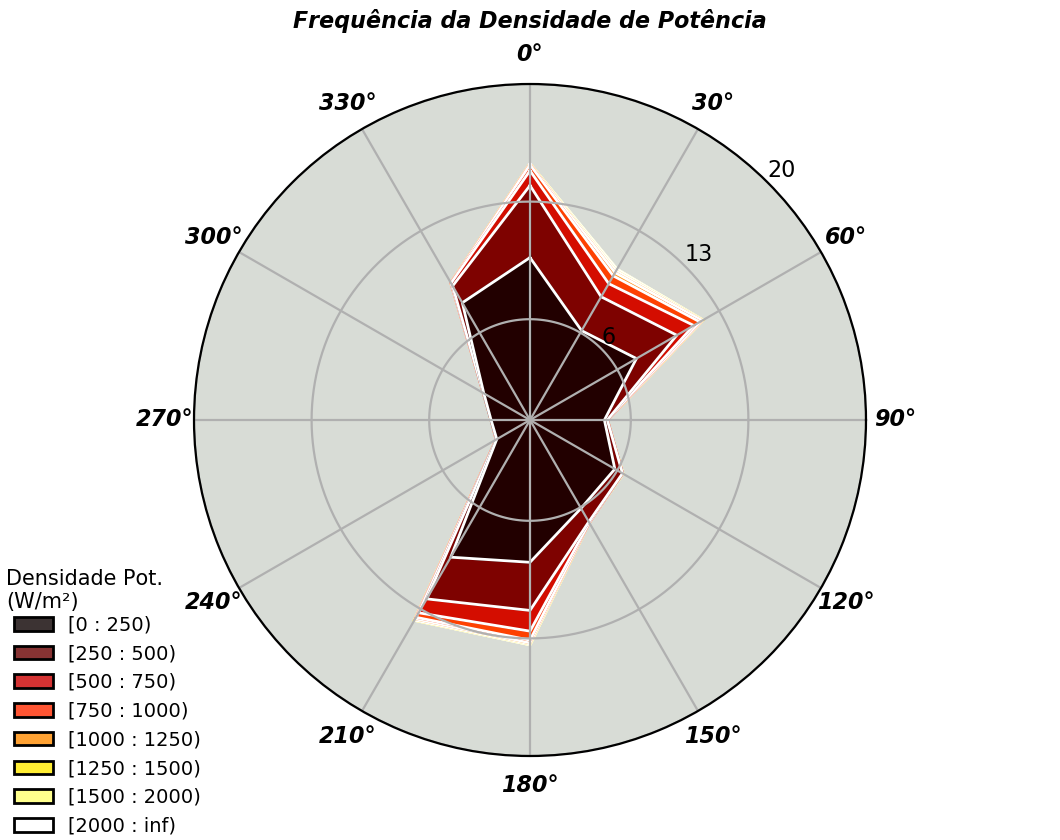 Frequência da Densidade de Potência
0°
330°
30°
20
300°
60°
13
6
270°
90°
240°
120°
210°
150°
180°
Densidade Pot.
(W/m²)
[0 : 250)
[250 : 500)
[500 : 750)
[750 : 1000)
[1000 : 1250)
[1250 : 1500)
[1500 : 2000)
[2000 : inf)